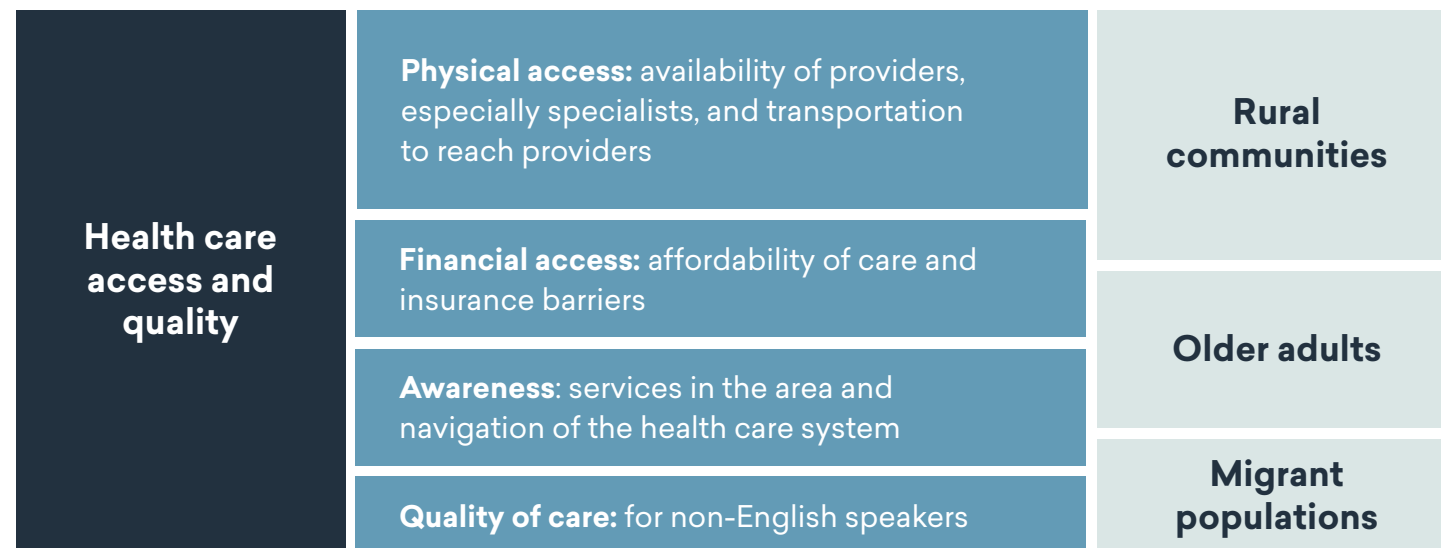 Health care
access and
quality
Physical access: availability of providers,
especially specialists, and transportation
to reach providers
Financial access: affordability of care and
insurance barriers
Awareness: services in the area and
navigation of the health care system
Quality of care: for non-English speakers
Rural
communities
Older adults
Migrant
populations